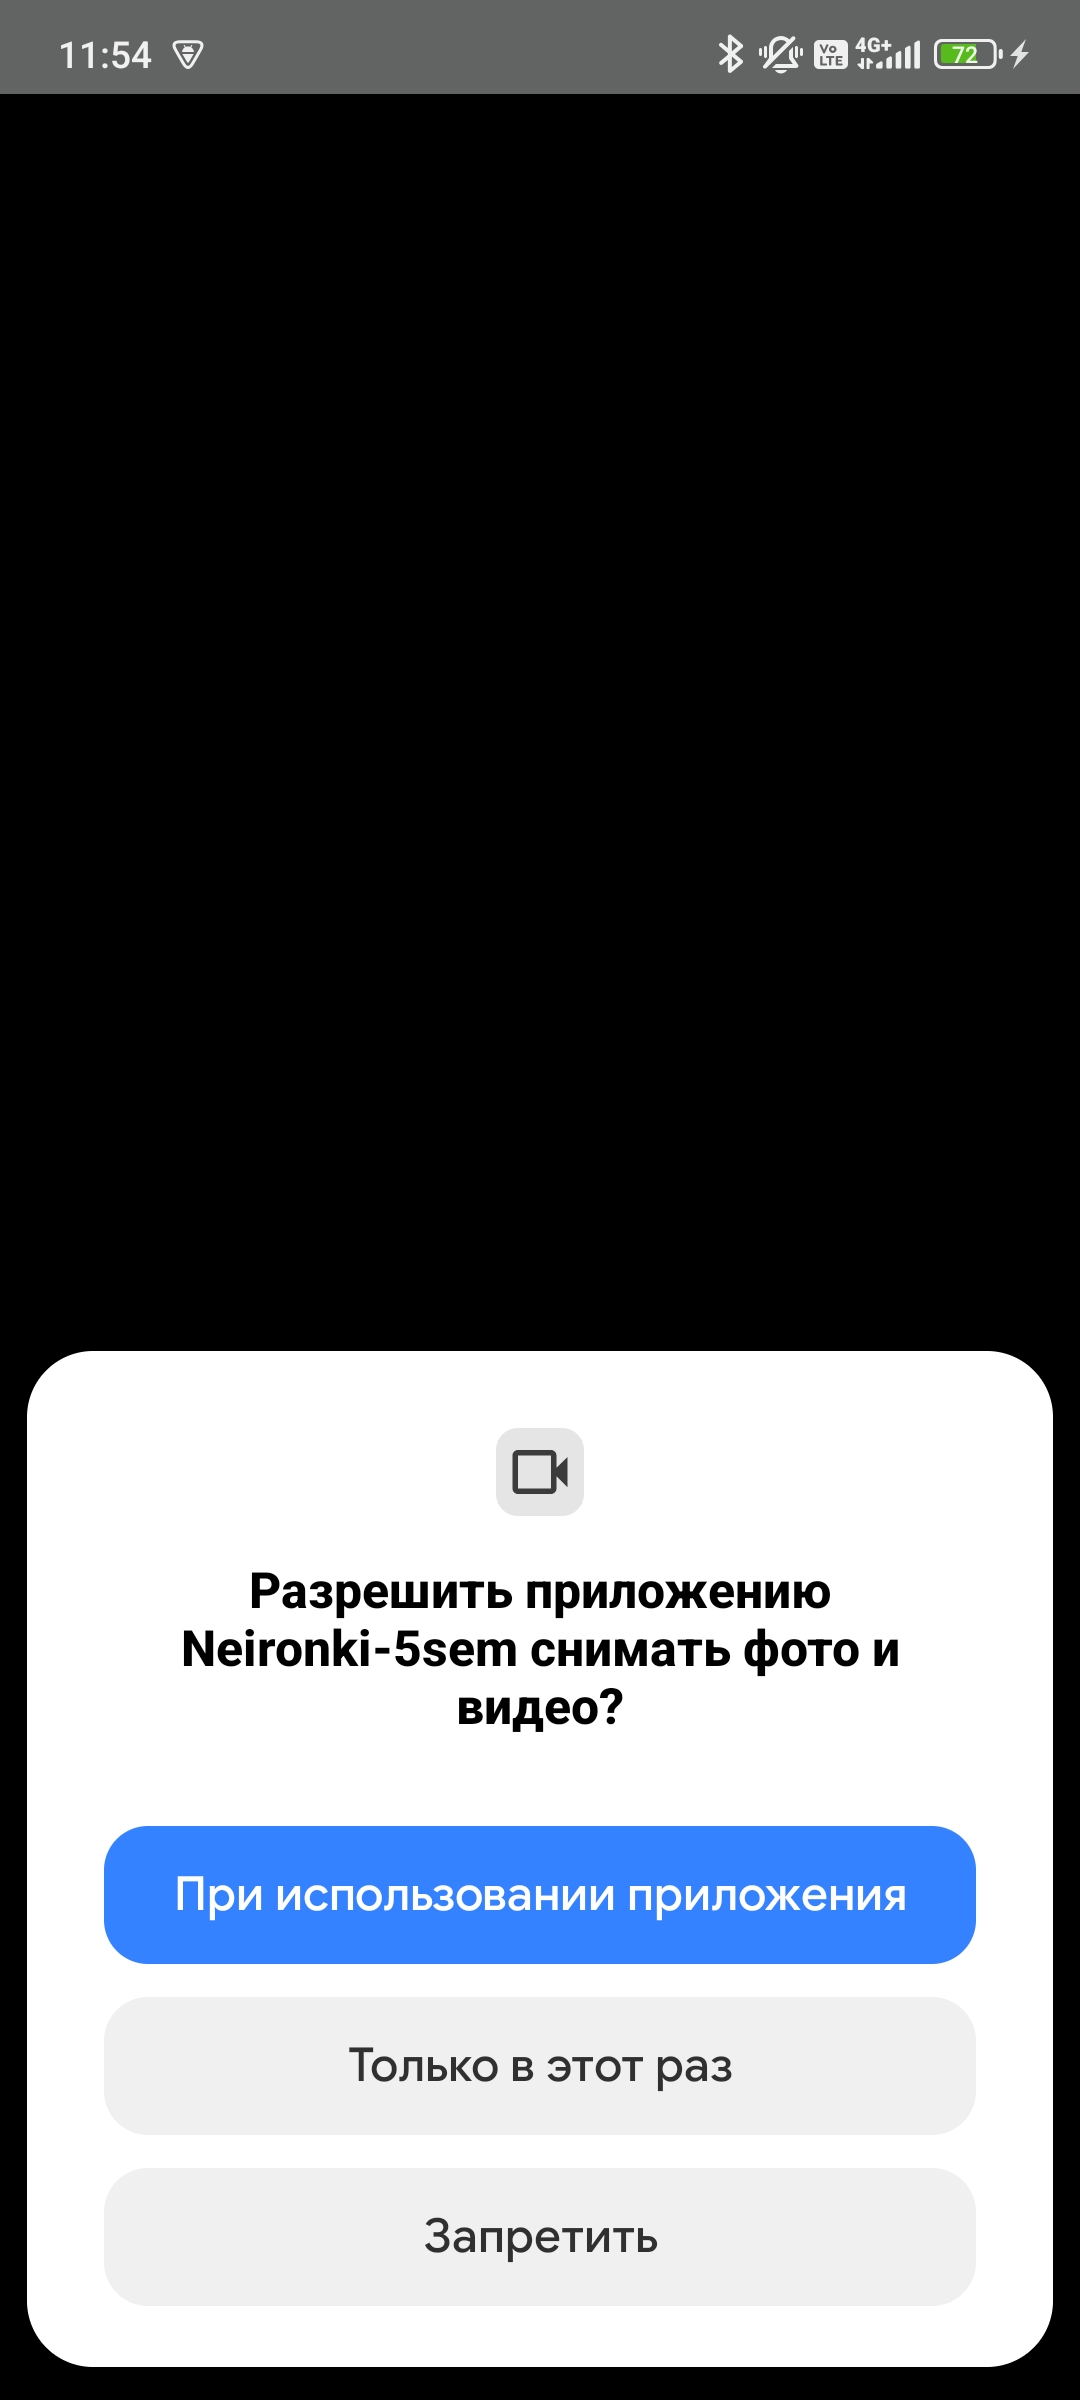 11:54
Vo
LTE
4G+
72
Разрешить приложению
Neironki-5sem снимать фото и
видео?
При использовании приложения
Только в этот раз
Запретить